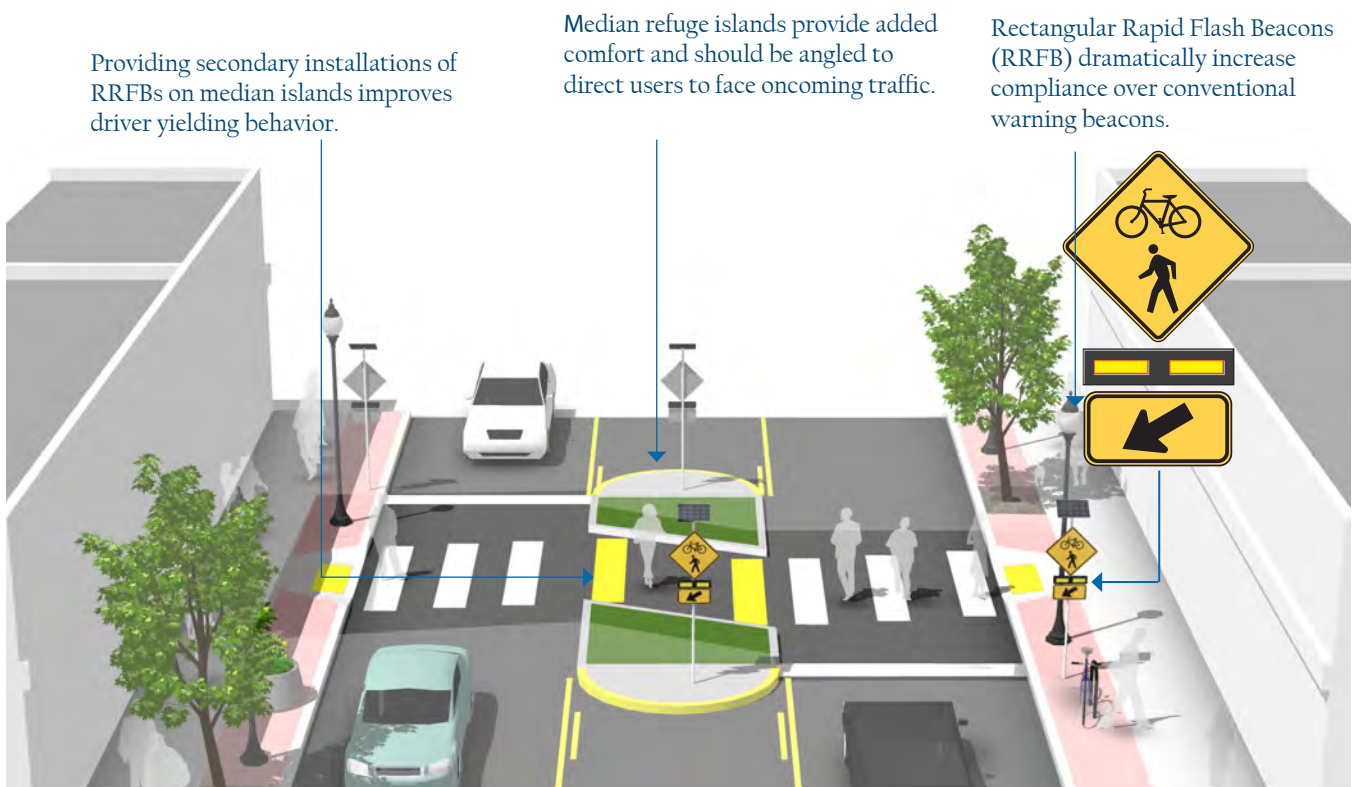 Providing secondary installations of
RRFBs on median islands improves
driver yielding behavior.
Median refuge islands provide added
comfort and should be angled to
direct users to face oncoming traffic.
Rectangular Rapid Flash Beacons
(RRFB) dramatically increase
compliance over conventional
warning beacons.